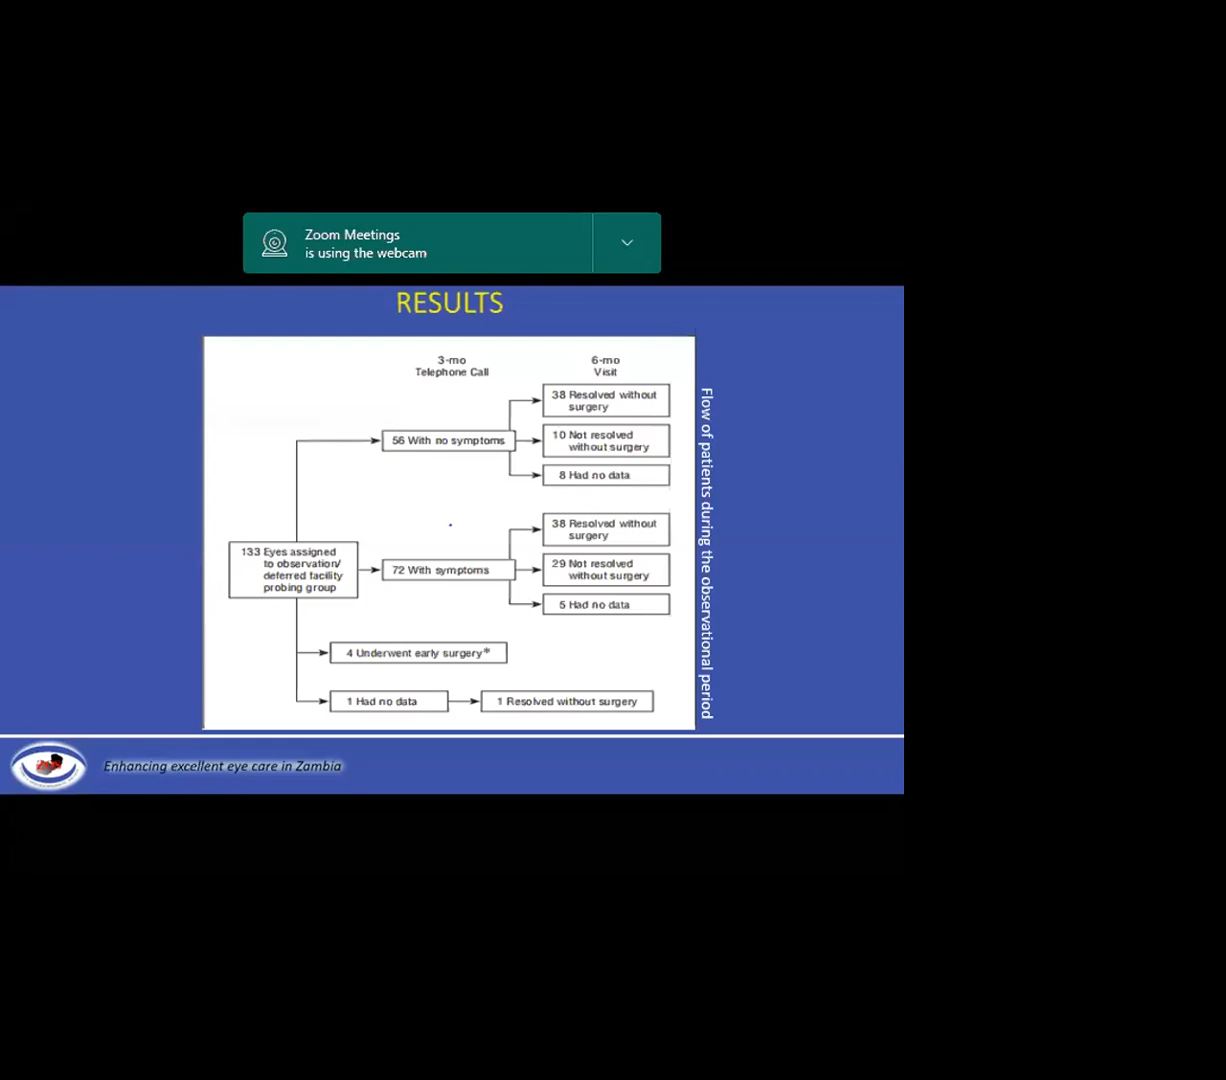 Zoom Meetings
is using the webcam
RESULTS
3-mo
Telephone Call
6-mo
Visit
38 Resolved without
surgery
56 With no symptoms
10 Not resolved
without surgery
8 Had no data
38 Resolved without
surgery
133 Eyes assigned
to observation/
deferred facility
probing group
72 With symptoms
29 Not resolved
without surgery
5 Had no data
4 Underwent early surgery*
1 Had no data
1 Resolved without surgery
Flow of patients during the observational period
Enhancing excellent eye care in Zambia